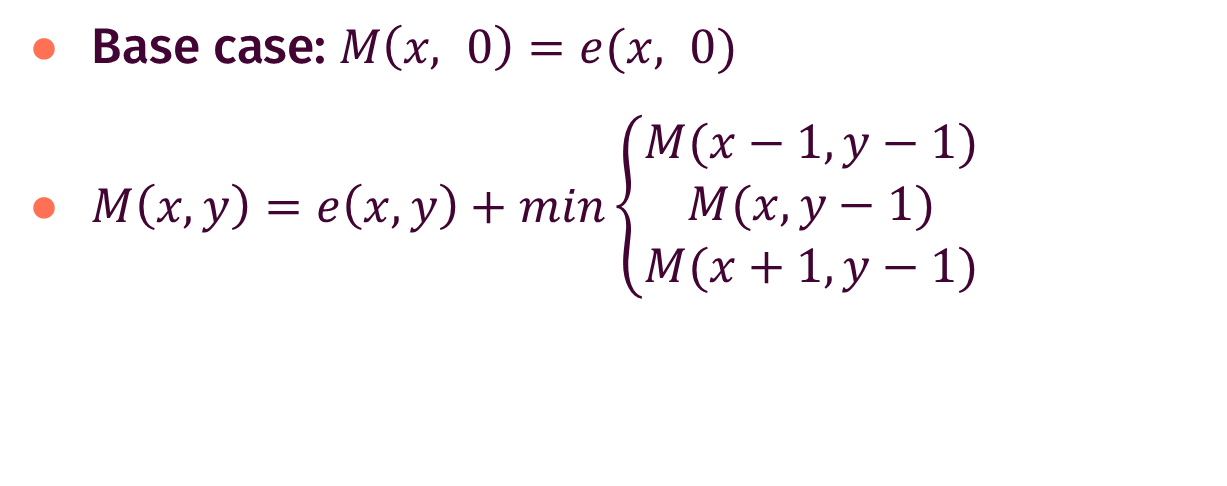 • Base case: M(x, 0) = e(x, 0)
M(x − 1, y − 1)
• M(x, y) = e(x, y) + min { M(x, y − 1)
M(x + 1, y − 1)